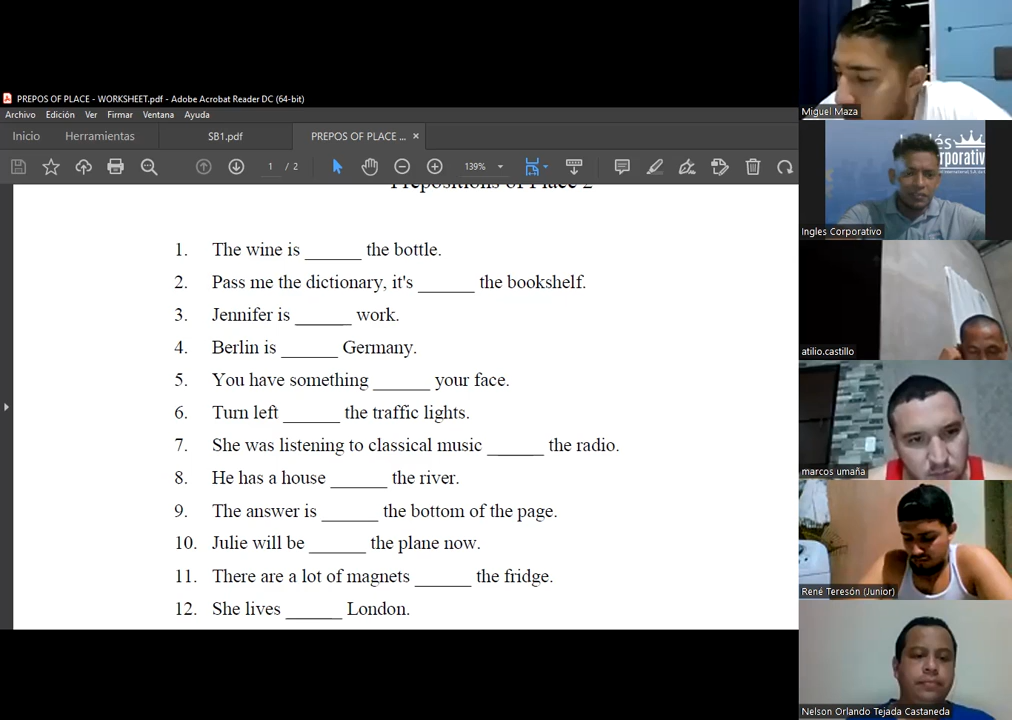 PREPOS OF PLACE - WORKSHEET.pdf - Adobe Acrobat Reader DC (64-bit)
Archivo Edición Ver Firmar Ventana Ayuda
Inicio Herramientas SB1.pdf PREPOS OF PLACE ... ×
1 / 2 139%
Prepositions of Place 2
1. The wine is ______ the bottle.
2. Pass me the dictionary, it's ______ the bookshelf.
3. Jennifer is ______ work.
4. Berlin is ______ Germany.
5. You have something ______ your face.
6. Turn left ______ the traffic lights.
7. She was listening to classical music ______ the radio.
8. He has a house ______ the river.
9. The answer is ______ the bottom of the page.
10. Julie will be ______ the plane now.
11. There are a lot of magnets ______ the fridge.
12. She lives ______ London.
Miguel Maza
Ingles Corporativo
atilio.castillo
marcos umaña
René Teresón (Junior)
Nelson Orlando Tejada Castaneda